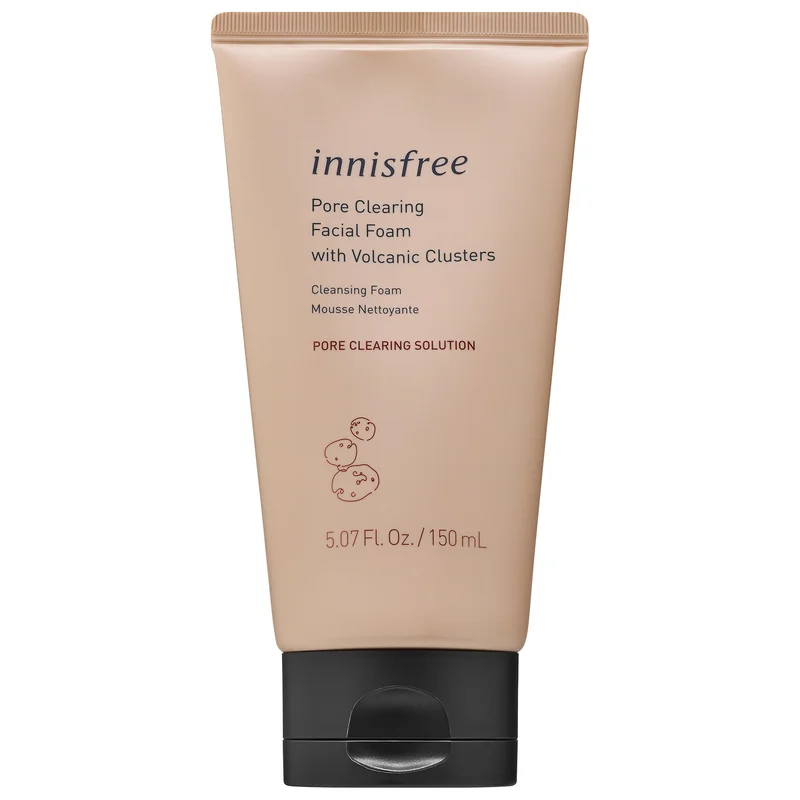 innisfree
Pore Clearing
Facial Foam
with Volcanic Clusters
Cleansing Foam
Mousse Nettoyante
PORE CLEARING SOLUTION
5.07 Fl. Oz. / 150 mL